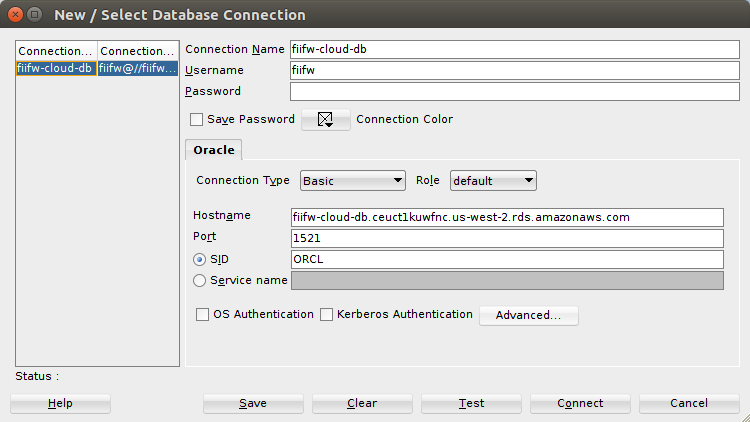 New / Select Database Connection
Connection... Connection...
fiifw-cloud-db fiifw@//fiifw...
Connection Name fiifw-cloud-db
Username fiifw
Password
Save Password Connection Color
Oracle
Connection Type Basic Role default
Hostname fiifw-cloud-db.ceuct1kuwfnc.us-west-2.rds.amazonaws.com
Port 1521
SID ORCL
Service name
OS Authentication Kerberos Authentication Advanced...
Status :
Help Save Clear Test Connect Cancel